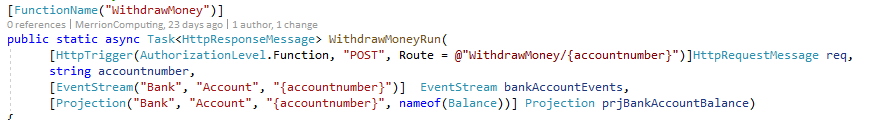 [FunctionName("WithdrawMoney")]
0 references | MerrionComputing, 23 days ago | 1 author, 1 change
public static async Task<HttpResponseMessage> WithdrawMoneyRun(
[HttpTrigger(AuthorizationLevel.Function, "POST", Route = @"WithdrawMoney/{accountnumber}")]HttpRequestMessage req,
string accountnumber,
[EventStream("Bank", "Account", "{accountnumber}")]  EventStream bankAccountEvents,
[Projection("Bank", "Account", "{accountnumber}", nameof(Balance))] Projection prjBankAccountBalance)
{